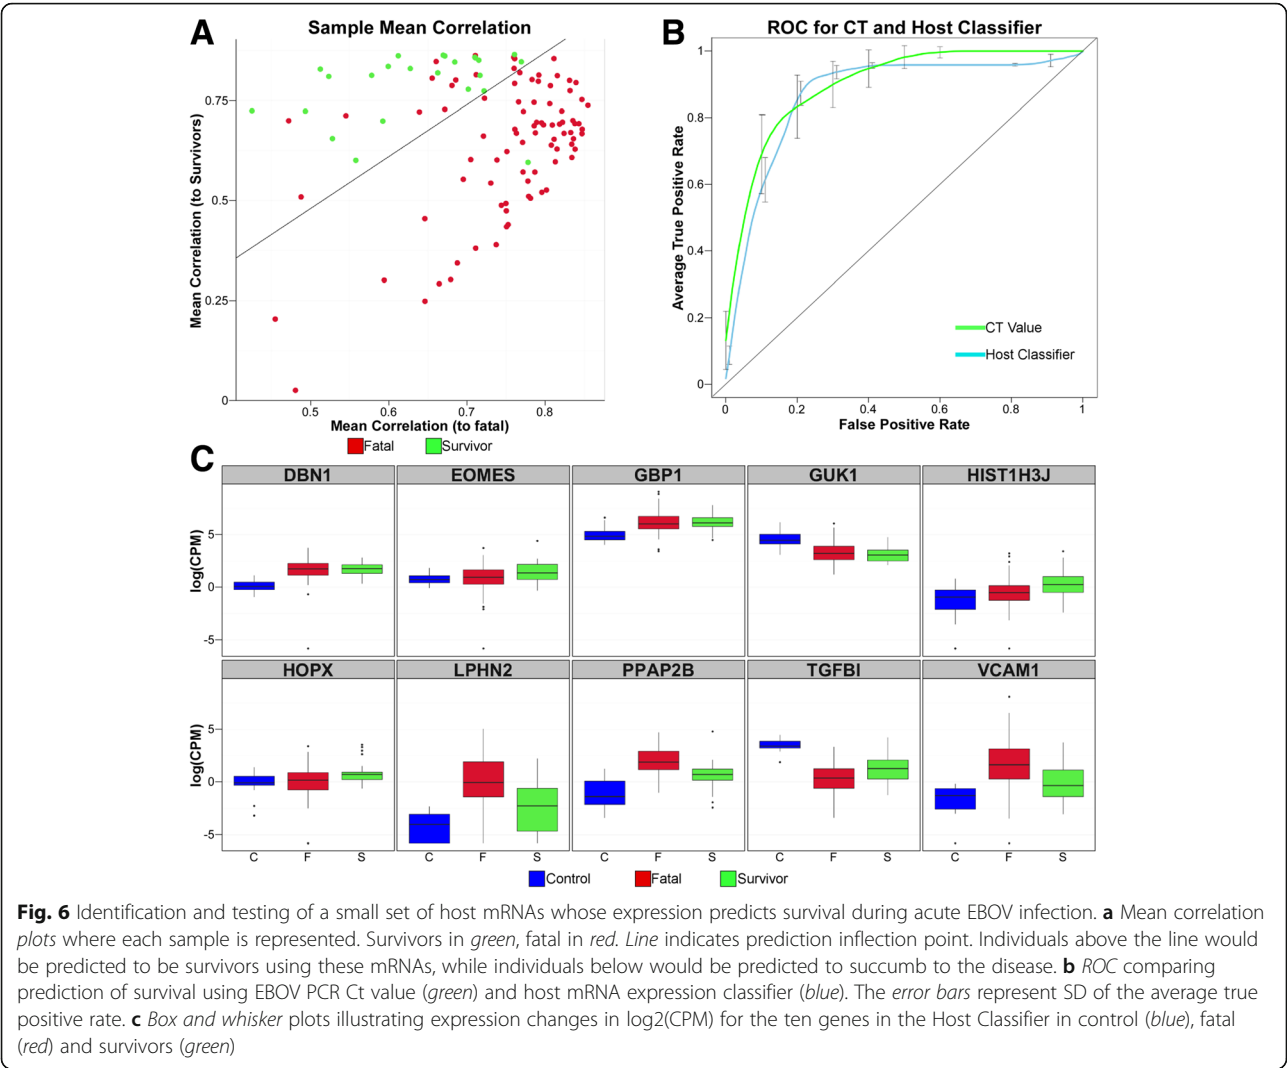 A
Sample Mean Correlation
Mean Correlation (to Survivors)
0.75
0.5
0.25
0
0.5 0.6 0.7 0.8
Mean Correlation (to fatal)
Fatal Survivor
B
ROC for CT and Host Classifier
Average True Positive Rate
1
0.8
0.6
0.4
0.2
0
CT Value
Host Classifier
0 0.2 0.4 0.6 0.8 1
False Positive Rate
C
DBN1 EOMES GBP1 GUK1 HIST1H3J
log(CPM)
5
0
-5
HOPX LPHN2 PPAP2B TGFBI VCAM1
log(CPM)
5
0
-5
C F S C F S C F S C F S C F S
Control Fatal Survivor
Fig. 6 Identification and testing of a small set of host mRNAs whose expression predicts survival during acute EBOV infection. a Mean correlation
plots where each sample is represented. Survivors in green, fatal in red. Line indicates prediction inflection point. Individuals above the line would
be predicted to be survivors using these mRNAs, while individuals below would be predicted to succumb to the disease. b ROC comparing
prediction of survival using EBOV PCR Ct value (green) and host mRNA expression classifier (blue). The error bars represent SD of the average true
positive rate. c Box and whisker plots illustrating expression changes in log2(CPM) for the ten genes in the Host Classifier in control (blue), fatal
(red) and survivors (green)